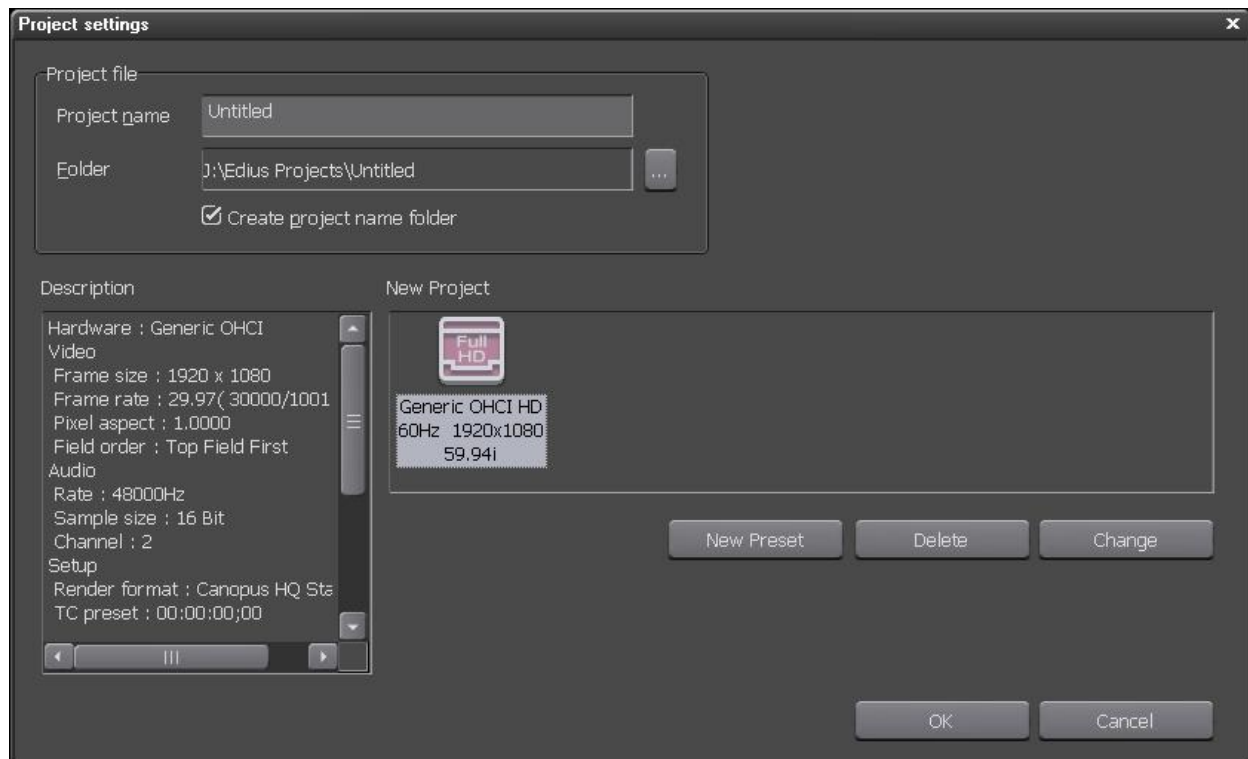 Project settings
Project file
Project name
Untitled
Folder
J:\Edius Projects\Untitled
...
Create project name folder
Description
Hardware : Generic OHCI
Video
Frame size : 1920 x 1080
Frame rate : 29.97( 30000/1001
Pixel aspect : 1.0000
Field order : Top Field First
Audio
Rate : 48000Hz
Sample size : 16 Bit
Channel : 2
Setup
Render format : Canopus HQ Sta
TC preset : 00:00:00;00
New Project
Full
HD
Generic OHCI HD
60Hz 1920x1080
59.94i
New Preset
Delete
Change
OK
Cancel